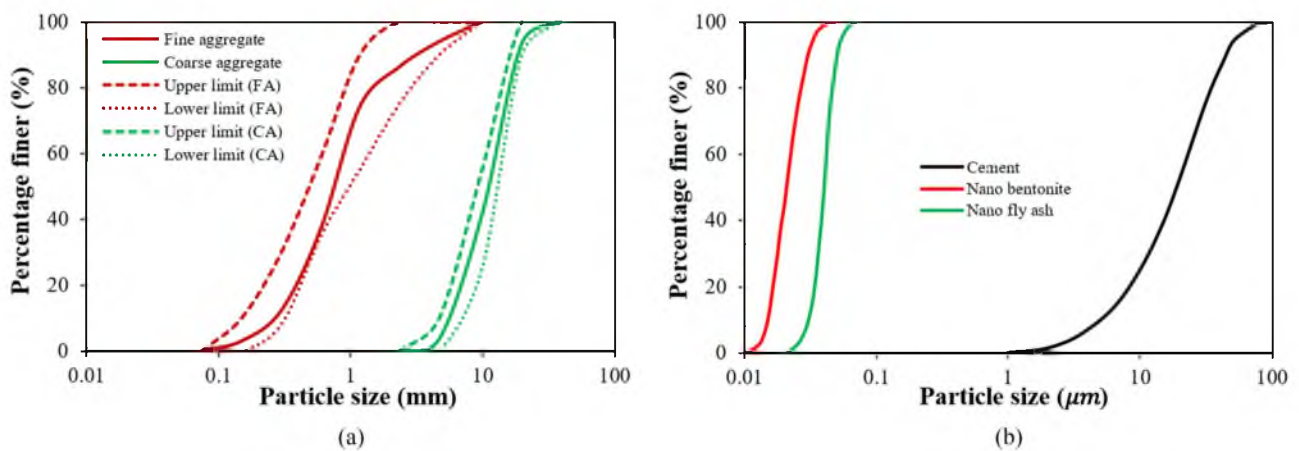 100
80
60
40
20
0
Percentage finer (%)
Fine aggregate
Coarse aggregate
Upper limit (FA)
Lower limit (FA)
Upper limit (CA)
Lower limit (CA)
0.01 0.1 1 10 100
Particle size (mm)
(a)
100
80
60
40
20
0
Percentage finer (%)
Cement
Nano bentonite
Nano fly ash
0.01 0.1 1 10 100
Particle size (μm)
(b)